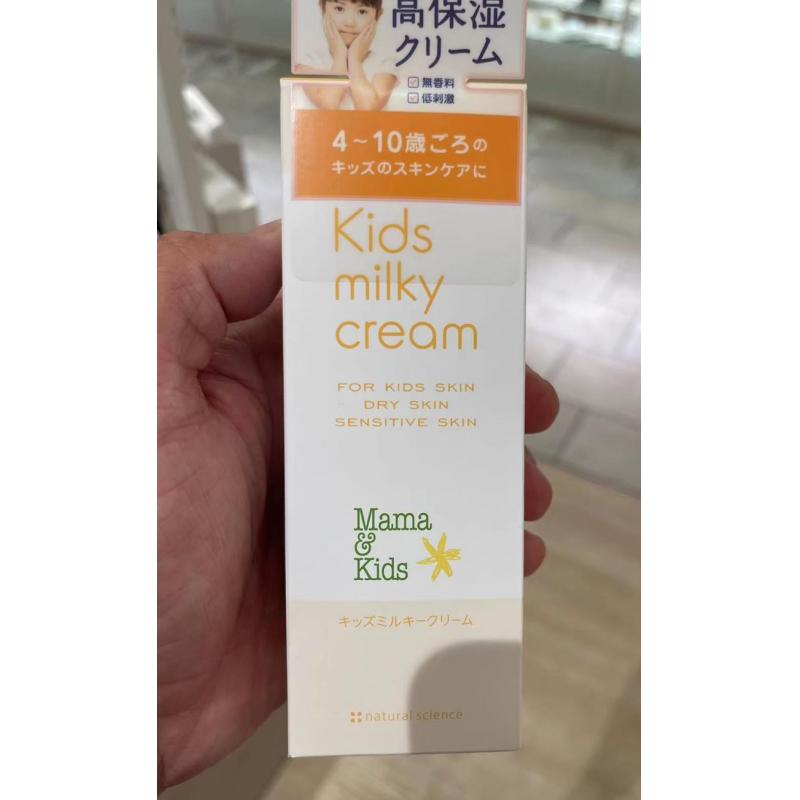 高保湿
クリーム
無香料
低刺激
4～10歳ごろの
キッズのスキンケアに
Kids
milky
cream
FOR KIDS SKIN
DRY SKIN
SENSITIVE SKIN
Mama
&
Kids
キッズミルキークリーム
natural science